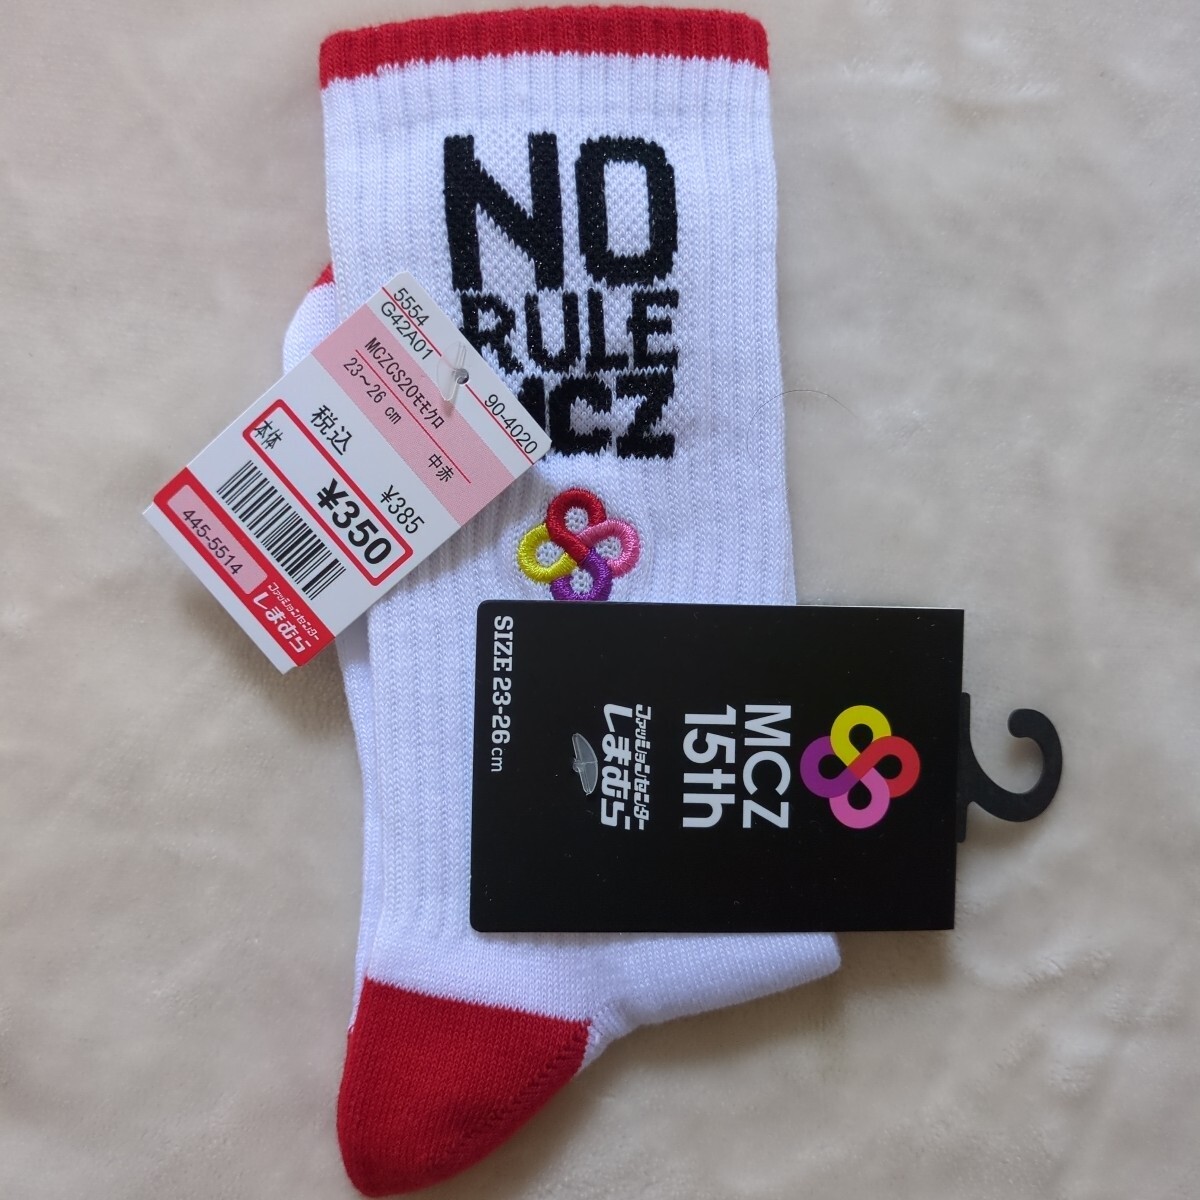 NO
RULE
MCZ
5554
G42A01
90-4020
MCZCS20ﾓﾓｸﾛ
23～26 cm
中赤
税込
¥385
本体
¥350
445-5514
ファッションセンター
しまむら
MCZ
15th
ファッションセンター
しまむら
SIZE 23-26 cm